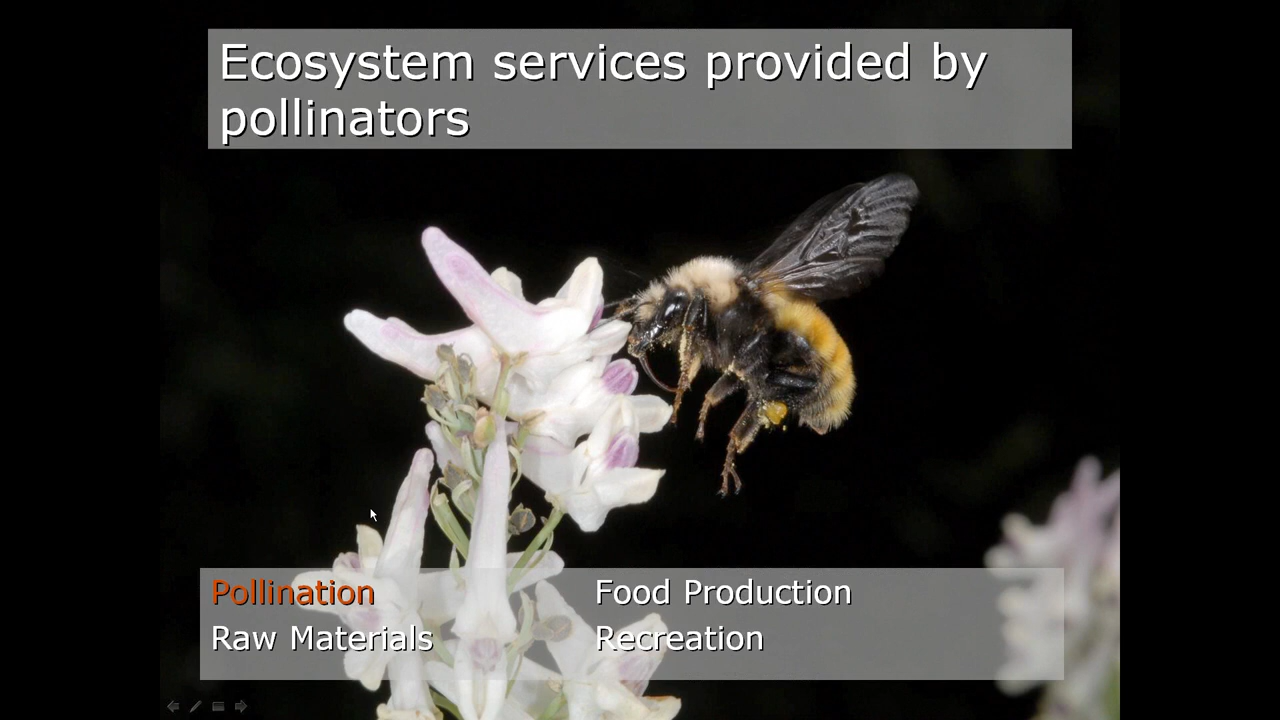 Ecosystem services provided by
pollinators
Pollination
Food Production
Raw Materials
Recreation